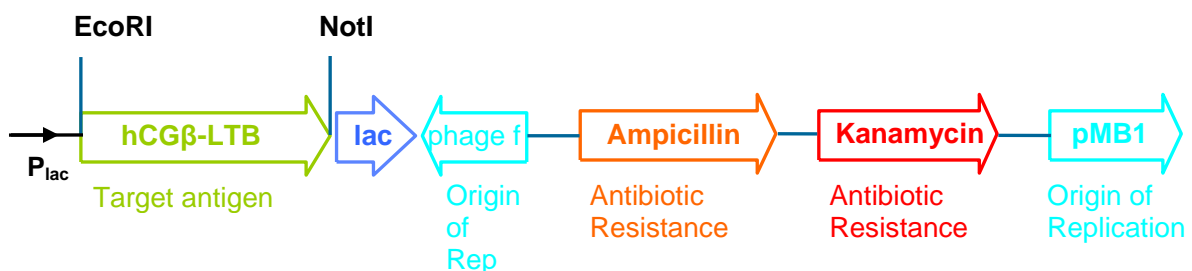 EcoRI NotI
hCGβ-LTB lac phage f Ampicillin Kanamycin pMB1
Plac
Target antigen
Origin of Rep
Antibiotic Resistance
Antibiotic Resistance
Origin of Replication